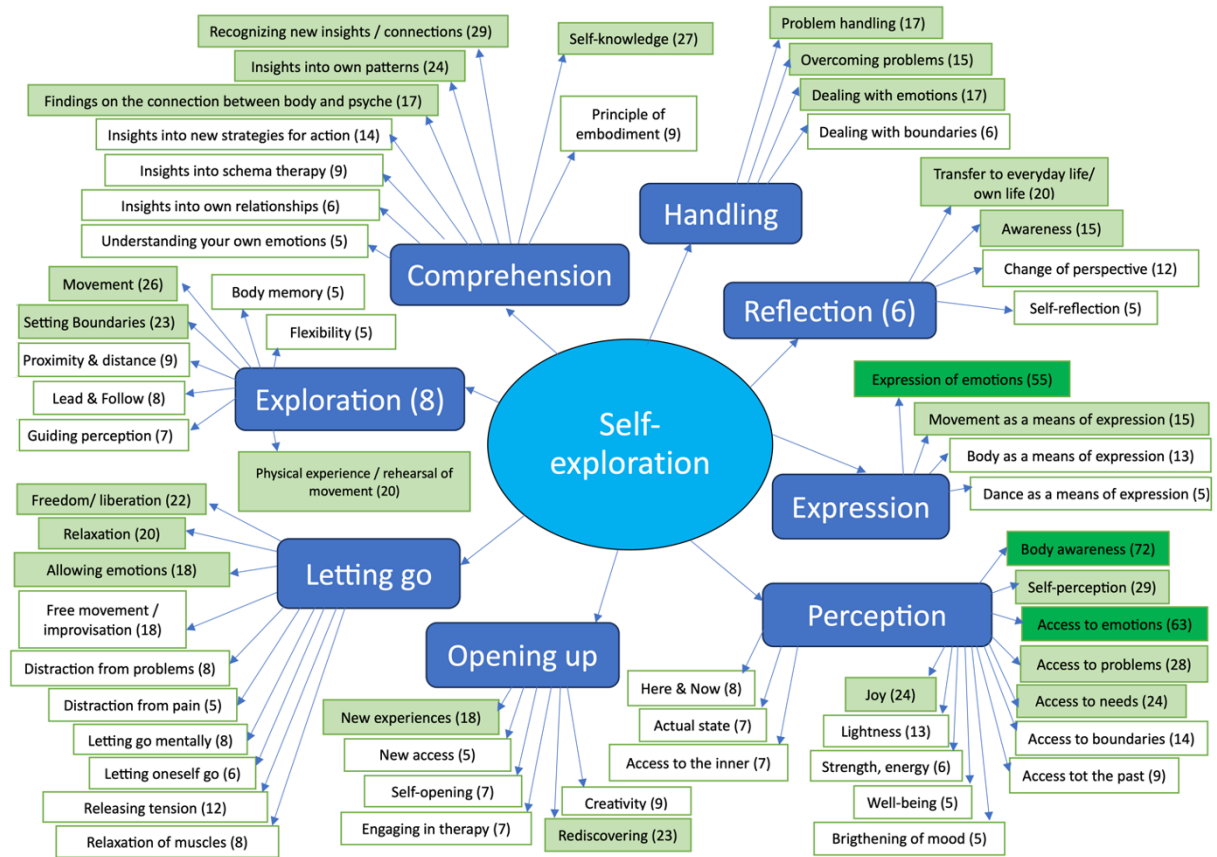 Recognizing new insights / connections (29)
Insights into own patterns (24)
Findings on the connection between body and psyche (17)
Insights into new strategies for action (14)
Insights into schema therapy (9)
Insights into own relationships (6)
Understanding your own emotions (5)
Self-knowledge (27)
Principle of
embodiment (9)
Comprehension
Problem handling (17)
Overcoming problems (15)
Dealing with emotions (17)
Dealing with boundaries (6)
Handling
Transfer to everyday life/
own life (20)
Awareness (15)
Change of perspective (12)
Self-reflection (5)
Reflection (6)
Movement (26)
Setting Boundaries (23)
Proximity & distance (9)
Lead & Follow (8)
Guiding perception (7)
Body memory (5)
Flexibility (5)
Exploration (8)
Physical experience / rehearsal of
movement (20)
Self-
exploration
Expression of emotions (55)
Movement as a means of expression (15)
Body as a means of expression (13)
Dance as a means of expression (5)
Expression
Freedom/ liberation (22)
Relaxation (20)
Allowing emotions (18)
Free movement /
improvisation (18)
Distraction from problems (8)
Distraction from pain (5)
Letting go mentally (8)
Letting oneself go (6)
Releasing tension (12)
Relaxation of muscles (8)
Letting go
Opening up
New experiences (18)
New access (5)
Self-opening (7)
Engaging in therapy (7)
Creativity (9)
Rediscovering (23)
Perception
Body awareness (72)
Self-perception (29)
Access to emotions (63)
Access to problems (28)
Access to needs (24)
Access to boundaries (14)
Access tot the past (9)
Here & Now (8)
Actual state (7)
Access to the inner (7)
Joy (24)
Lightness (13)
Strength, energy (6)
Well-being (5)
Brigthening of mood (5)